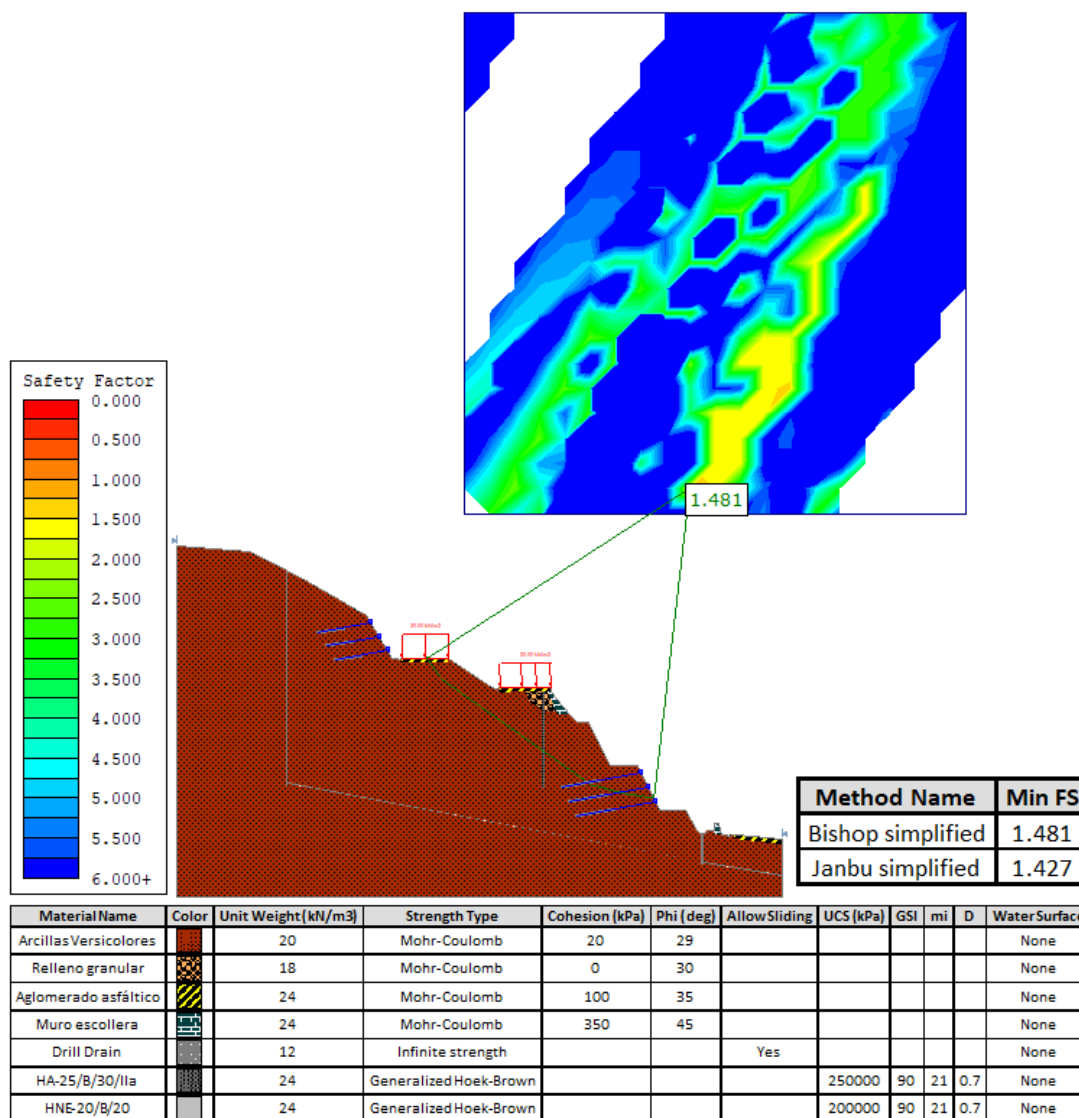 1.481
Safety Factor
0.000
0.500
1.000
1.500
2.000
2.500
3.000
3.500
4.000
4.500
5.000
5.500
6.000+
Method Name Min FS
Bishop simplified 1.481
Janbu simplified 1.427
Material Name Color Unit Weight (kN/m3) Strength Type Cohesion (kPa) Phi (deg) Allow Sliding UCS (kPa) GSI mi D Water Surface
Arcillas Versicolores 20 Mohr-Coulomb 20 29 None
Relleno granular 18 Mohr-Coulomb 0 30 None
Aglomerado asfáltico 24 Mohr-Coulomb 100 35 None
Muro escollera 24 Mohr-Coulomb 350 45 None
Drill Drain 12 Infinite strength Yes None
HA-25/B/30/IIa 24 Generalized Hoek-Brown 250000 90 21 0.7 None
HNE-20/B/20 24 Generalized Hoek-Brown 200000 90 21 0.7 None